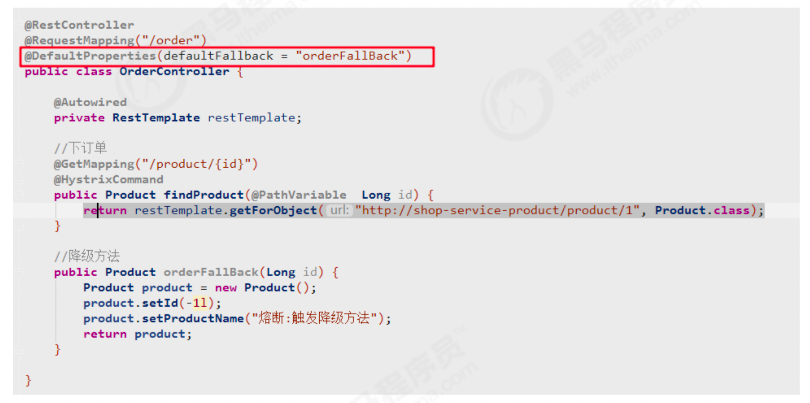 @RestController
@RequestMapping("/order")
@DefaultProperties(defaultFallback = "orderFallBack")
public class OrderController {
@Autowired
private RestTemplate restTemplate;
//下订单
@GetMapping("/product/{id}")
@HystrixCommand
public Product findProduct(@PathVariable Long id) {
return restTemplate.getForObject( url: "http://shop-service-product/product/1", Product.class);
}
//降级方法
public Product orderFallBack(Long id) {
Product product = new Product();
product.setId(-1l);
product.setProductName("熔断:触发降级方法");
return product;
}
}